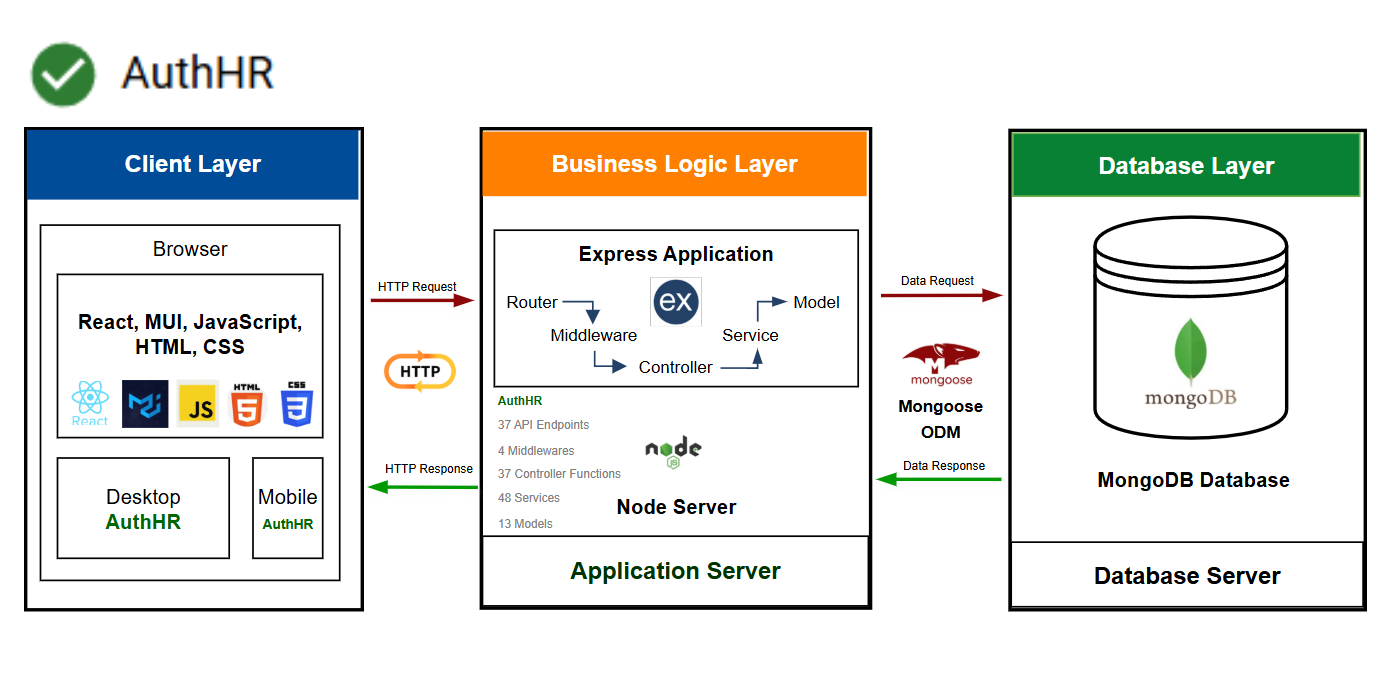 AuthHR
Client Layer
Browser
React, MUI, JavaScript,
HTML, CSS
React
JS
HTML
5
CSS
3
Desktop
AuthHR
Mobile
AuthHR
HTTP Request
HTTP
HTTP Response
Business Logic Layer
Express Application
ex
Router
Middleware
Controller
Service
Model
AuthHR
37 API Endpoints
4 Middlewares
37 Controller Functions
48 Services
13 Models
node
JS
Node Server
Application Server
Data Request
mongoose
Mongoose
ODM
Data Response
Database Layer
mongoDB
MongoDB Database
Database Server